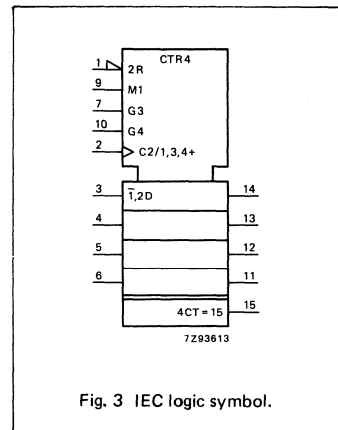 CTR4
1 2R
9 M1
7 G3
10 G4
2 C2/1,3,4+
3 1̅,2D 14
4 13
5 12
6 11
4CT = 15 15
7Z93613
Fig. 3 IEC logic symbol.